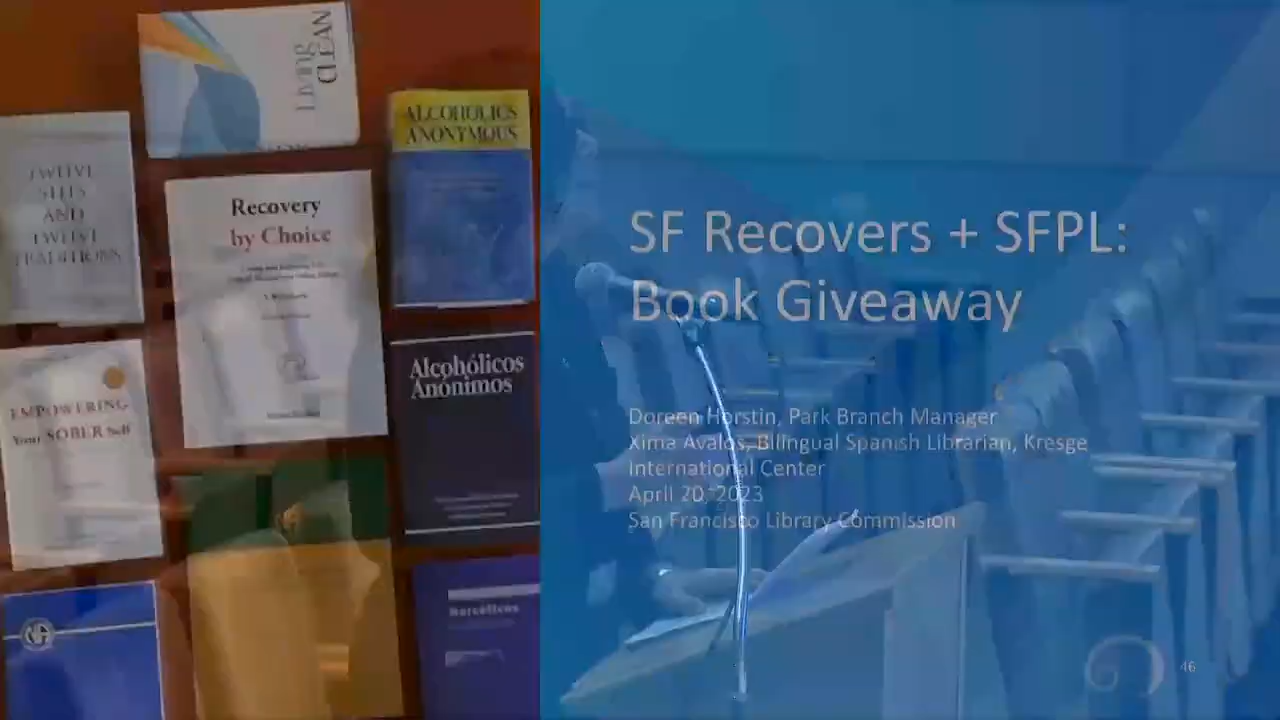 Living
CLEAN
TWELVE
STEPS
AND
TWELVE
TRADITIONS
Recovery
by Choice
ALCOHOLICS
ANONYMOUS
EMPOWERING
Your SOBER Self
Alcohólicos
Anónimos
Narcóticos
SF Recovers + SFPL:
Book Giveaway
Doreen Horstin, Park Branch Manager
Xima Avalos, Bilingual Spanish Librarian, Kresge
International Center
April 20, 2023
San Francisco Library Commission
46